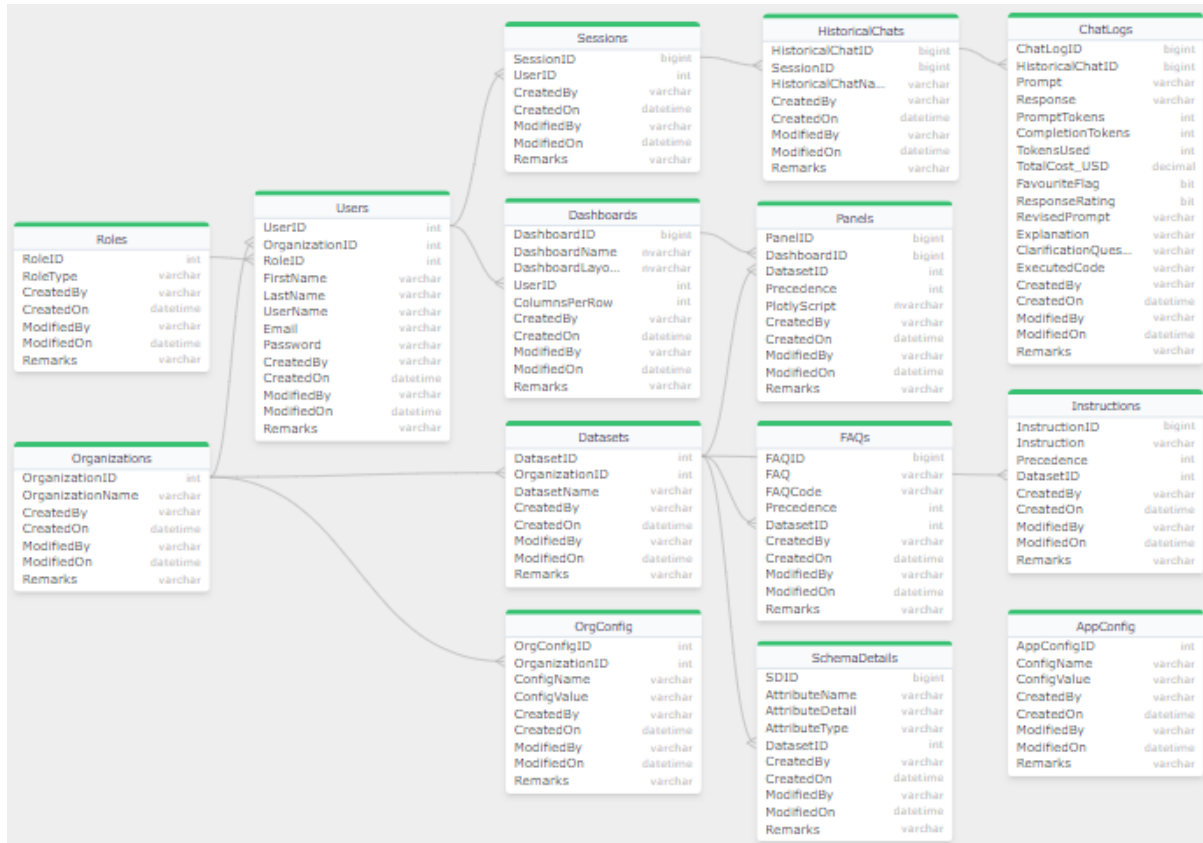 Sessions
SessionID bigint
UserID int
CreatedBy varchar
CreatedOn datetime
ModifiedBy varchar
ModifiedOn datetime
Remarks varchar
HistoricalChats
HistoricalChatID bigint
SessionID bigint
HistoricalChatNa... varchar
CreatedBy varchar
CreatedOn datetime
ModifiedBy varchar
ModifiedOn datetime
Remarks varchar
ChatLogs
ChatLogID bigint
HistoricalChatID bigint
Prompt varchar
Response varchar
PromptTokens int
CompletionTokens int
TokensUsed int
TotalCost_USD decimal
FavouriteFlag bit
ResponseRating bit
RevisedPrompt varchar
Explanation varchar
ClarificationQues... varchar
ExecutedCode varchar
CreatedBy varchar
CreatedOn datetime
ModifiedBy varchar
ModifiedOn datetime
Remarks varchar
Roles
RoleID int
RoleType varchar
CreatedBy varchar
CreatedOn datetime
ModifiedBy varchar
ModifiedOn datetime
Remarks varchar
Users
UserID int
OrganizationID int
RoleID int
FirstName varchar
LastName varchar
UserName varchar
Email varchar
Password varchar
CreatedBy varchar
CreatedOn datetime
ModifiedBy varchar
ModifiedOn datetime
Remarks varchar
Dashboards
DashboardID bigint
DashboardName nvarchar
DashboardLayo... nvarchar
UserID int
ColumnsPerRow int
CreatedBy varchar
CreatedOn datetime
ModifiedBy varchar
ModifiedOn datetime
Remarks varchar
Panels
PanelID bigint
DashboardID bigint
DatasetID int
Precedence int
PlotlyScript nvarchar
CreatedBy varchar
CreatedOn datetime
ModifiedBy varchar
ModifiedOn datetime
Remarks varchar
Organizations
OrganizationID int
OrganizationName varchar
CreatedBy varchar
CreatedOn datetime
ModifiedBy varchar
ModifiedOn datetime
Remarks varchar
Datasets
DatasetID int
OrganizationID int
DatasetName varchar
CreatedBy varchar
CreatedOn datetime
ModifiedBy varchar
ModifiedOn datetime
Remarks varchar
FAQs
FAQID bigint
FAQ varchar
FAQCode varchar
Precedence int
DatasetID int
CreatedBy varchar
CreatedOn datetime
ModifiedBy varchar
ModifiedOn datetime
Remarks varchar
Instructions
InstructionID bigint
Instruction varchar
Precedence int
DatasetID int
CreatedBy varchar
CreatedOn datetime
ModifiedBy varchar
ModifiedOn datetime
Remarks varchar
OrgConfig
OrgConfigID int
OrganizationID int
ConfigName varchar
ConfigValue varchar
CreatedBy varchar
CreatedOn datetime
ModifiedBy varchar
ModifiedOn datetime
Remarks varchar
SchemaDetails
SDID bigint
AttributeName varchar
AttributeDetail varchar
AttributeType varchar
DatasetID int
CreatedBy varchar
CreatedOn datetime
ModifiedBy varchar
ModifiedOn datetime
Remarks varchar
AppConfig
AppConfigID int
ConfigName varchar
ConfigValue varchar
CreatedBy varchar
CreatedOn datetime
ModifiedBy varchar
ModifiedOn datetime
Remarks varchar